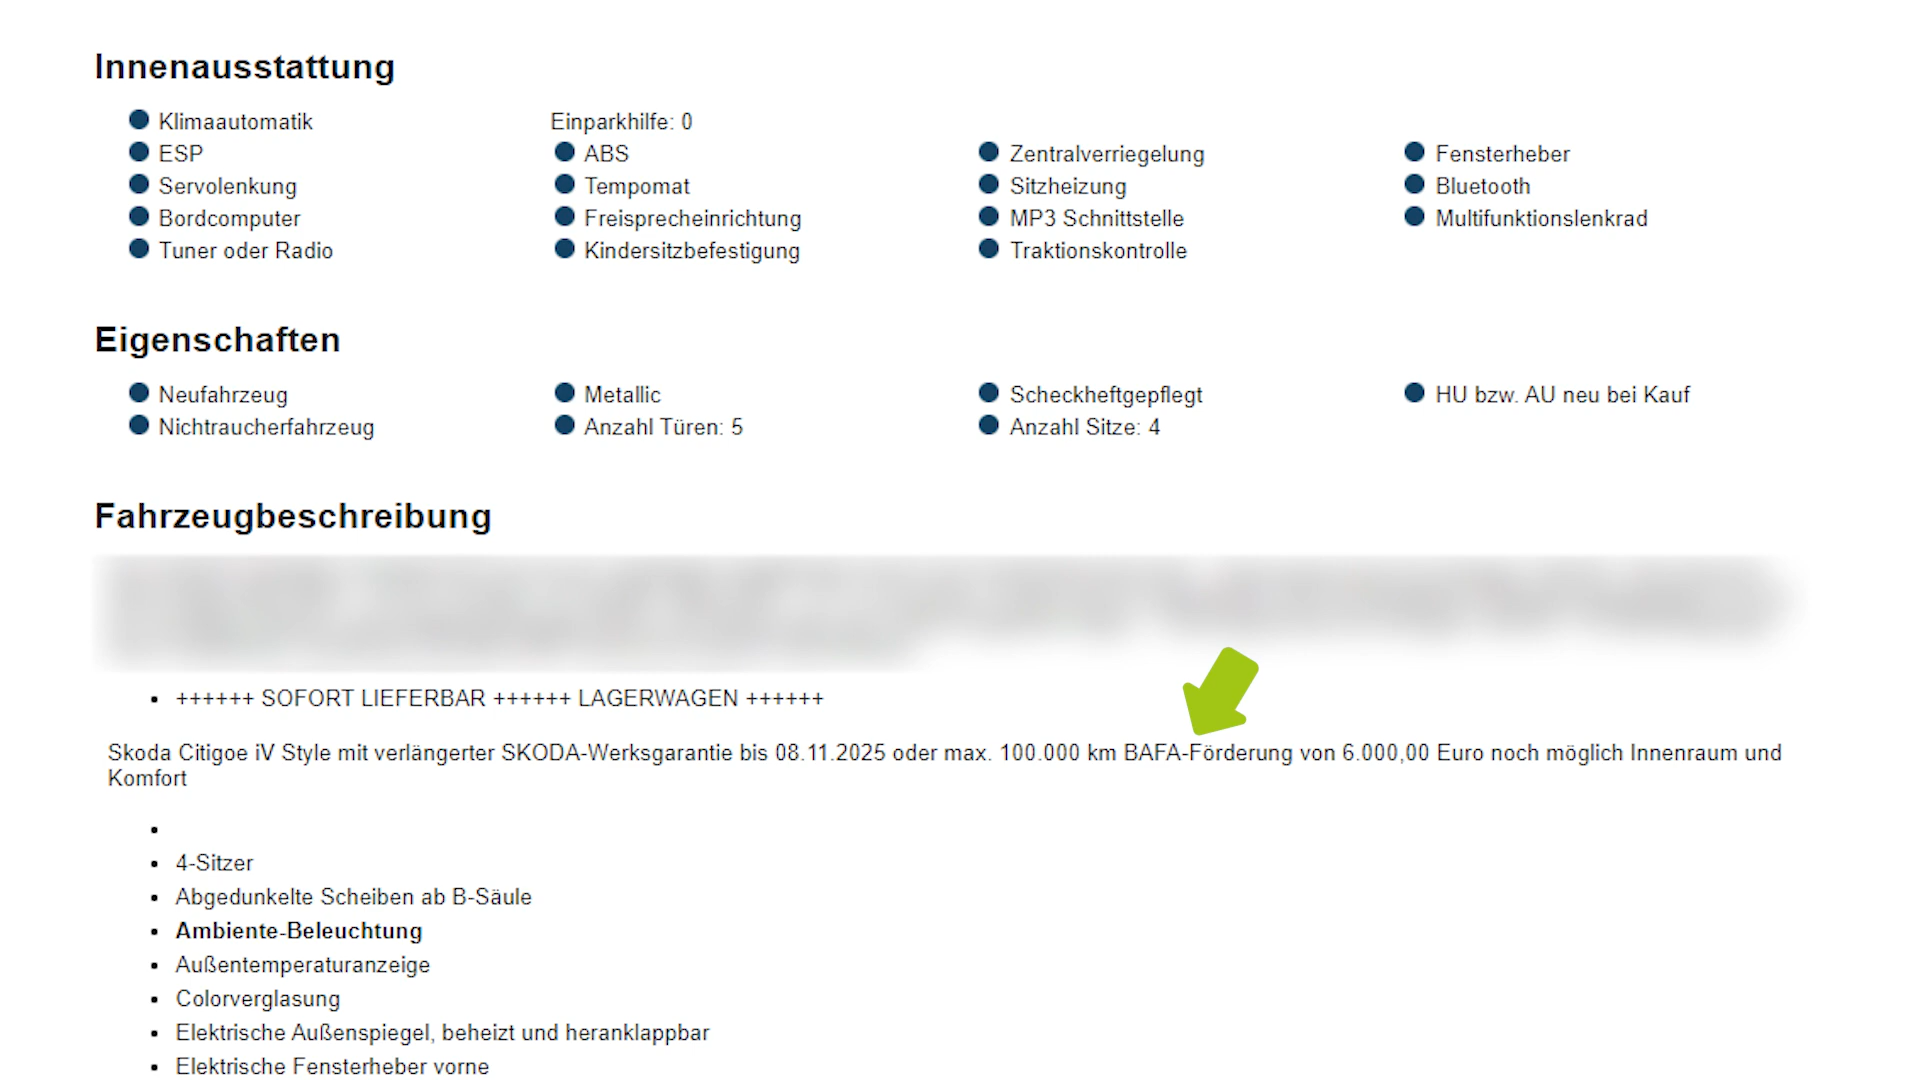 Innenausstattung
Klimaautomatik Einparkhilfe: 0
ESP ABS Zentralverriegelung Fensterheber
Servolenkung Tempomat Sitzheizung Bluetooth
Bordcomputer Freisprecheinrichtung MP3 Schnittstelle Multifunktionslenkrad
Tuner oder Radio Kindersitzbefestigung Traktionskontrolle
Eigenschaften
Neufahrzeug Metallic Scheckheftgepflegt HU bzw. AU neu bei Kauf
Nichtraucherfahrzeug Anzahl Türen: 5 Anzahl Sitze: 4
Fahrzeugbeschreibung
++++++ SOFORT LIEFERBAR ++++++ LAGERWAGEN ++++++
Skoda Citigoe iV Style mit verlängerter SKODA-Werksgarantie bis 08.11.2025 oder max. 100.000 km BAFA-Förderung von 6.000,00 Euro noch möglich Innenraum und
Komfort
4-Sitzer
Abgedunkelte Scheiben ab B-Säule
Ambiente-Beleuchtung
Außentemperaturanzeige
Colorverglasung
Elektrische Außenspiegel, beheizt und heranklappbar
Elektrische Fensterheber vorne